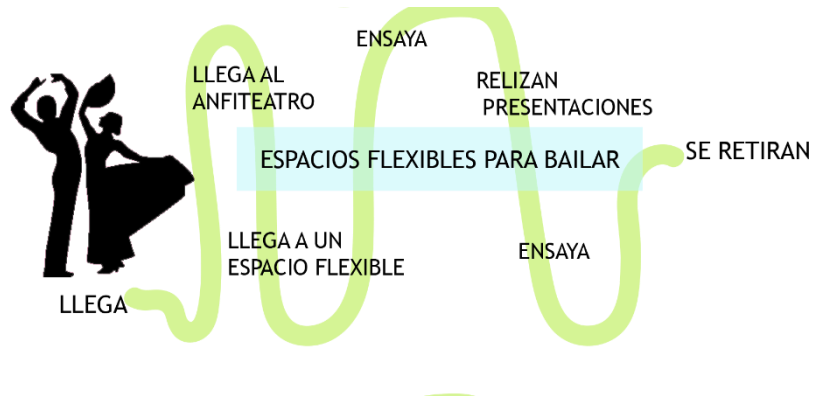 ENSAYA
LLEGA AL
ANFITEATRO
RELIZAN
PRESENTACIONES
ESPACIOS FLEXIBLES PARA BAILAR
SE RETIRAN
LLEGA A UN
ESPACIO FLEXIBLE
ENSAYA
LLEGA